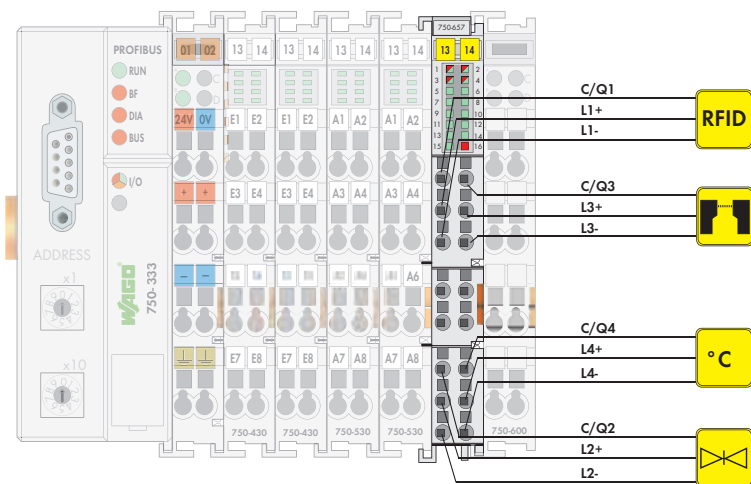 750-657
PROFIBUS
01 02
13 14
13 14
13 14
13 14
13 14
RUN
BF
DIA
BUS
I/O
C
D
1 2
3 4
5 6
7 8
9 10
11 12
13 14
15 16
24V 0V
E1 E2
E1 E2
A1 A2
A1 A2
+ +
E3 E4
E3 E4
A3 A4
A3 A4
— —
A6
E7 E8
E7 E8
A7 A8
A7 A8
ADDRESS
x1
x10
WAGO
750-333
750-430
750-430
750-530
750-530
750-600
C/Q1
L1+
L1-
RFID
C/Q3
L3+
L3-
C/Q4
L4+
L4-
°C
C/Q2
L2+
L2-